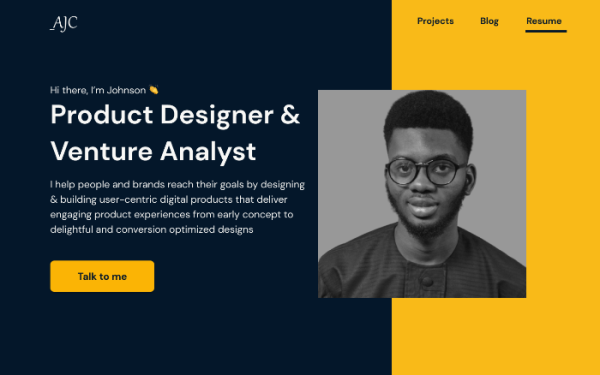 _AJC
Projects Blog Resume
Hi there, I'm Johnson 👏
Product Designer &
Venture Analyst
I help people and brands reach their goals by designing
& building user-centric digital products that deliver
engaging product experiences from early concept to
delightful and conversion optimized designs
Talk to me